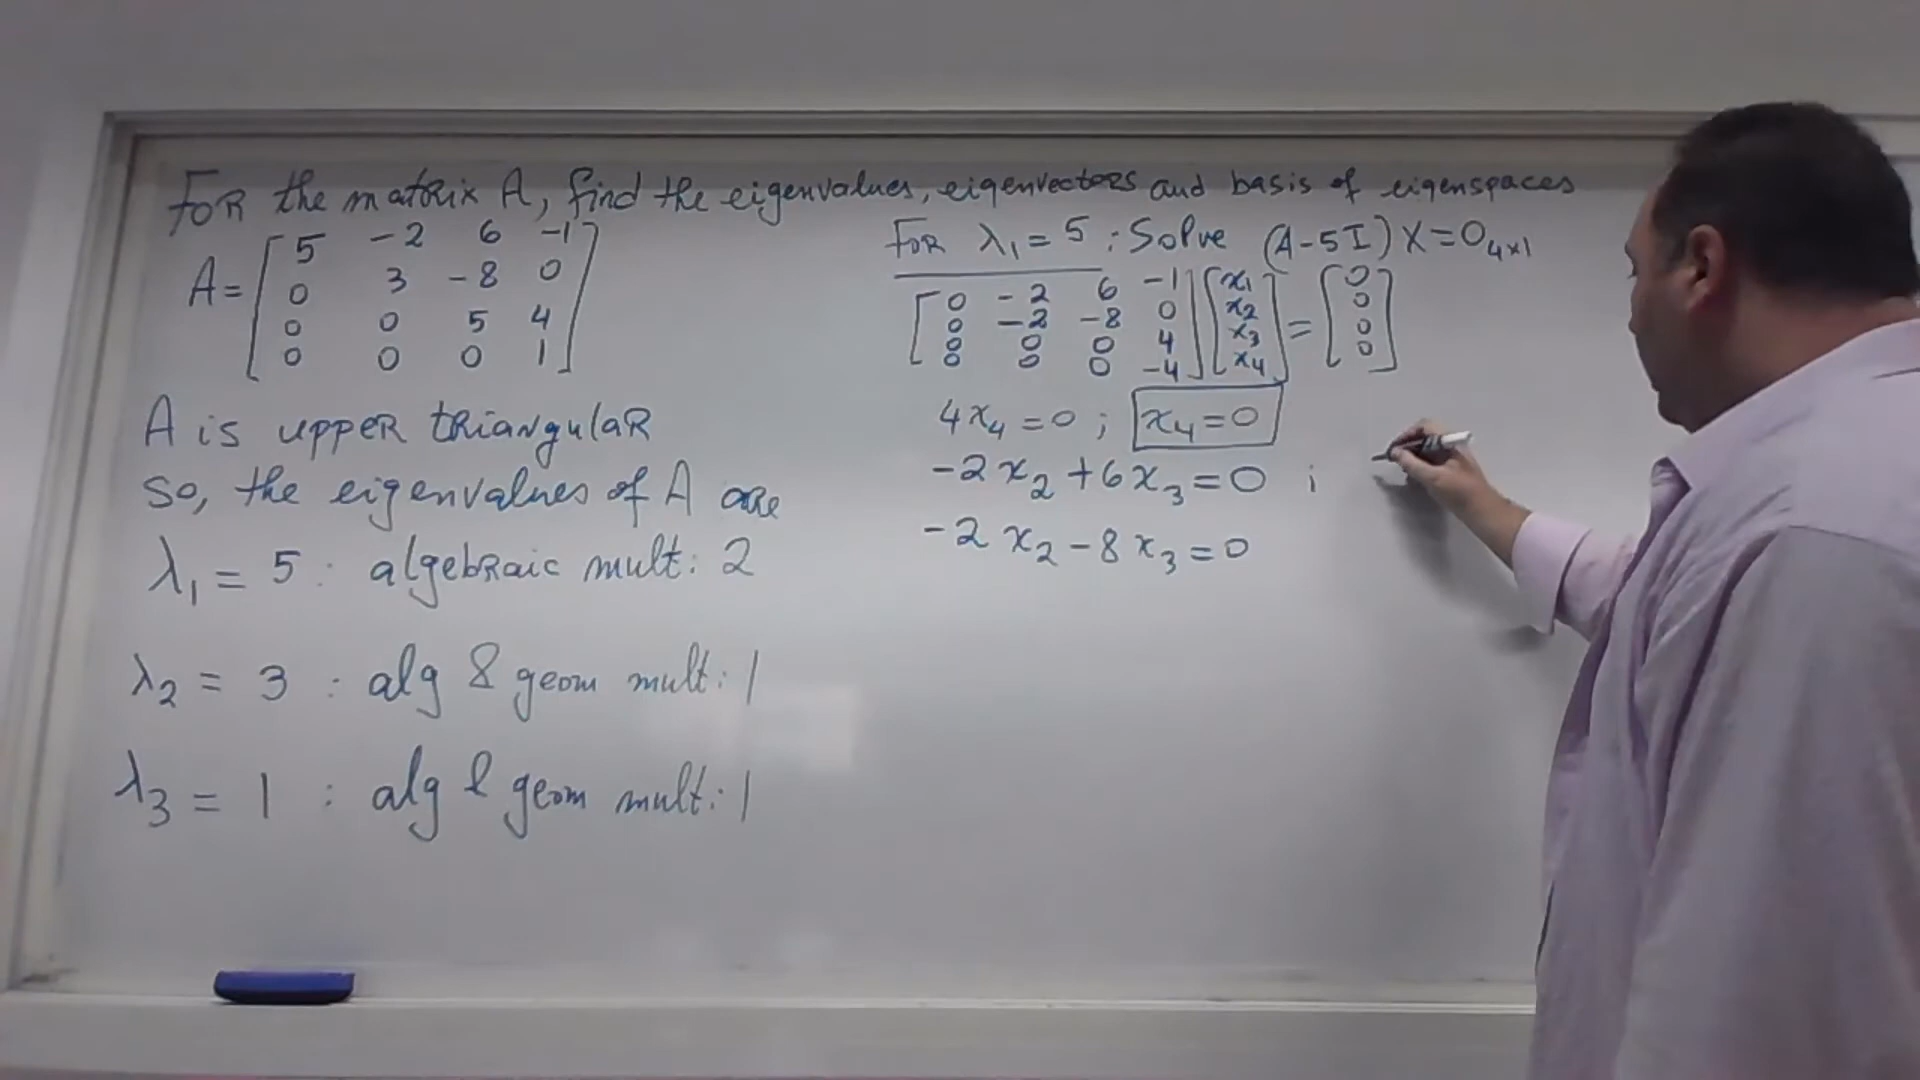 For the matrix A, find the eigenvalues, eigenvectors and basis of eigenspaces
A = [ 5 -2 6 -1
0 3 -8 0
0 0 5 4
0 0 0 1 ]
A is upper triangular
So, the eigenvalues of A are
λ₁ = 5 : algebraic mult: 2
λ₂ = 3 : alg & geom mult: 1
λ₃ = 1 : alg & geom mult: 1
For λ₁ = 5 ; Solve (A - 5I) X = 0₄ₓ₁
[ 0 -2 6 -1 ] [ x₁ ] = [ 0 ]
[ 0 -2 -8 0 ] [ x₂ ] [ 0 ]
[ 0 0 0 4 ] [ x₃ ] [ 0 ]
[ 0 0 0 -4 ] [ x₄ ] [ 0 ]
4x₄ = 0 ; x₄ = 0
-2x₂ + 6x₃ = 0 ;
-2x₂ - 8x₃ = 0